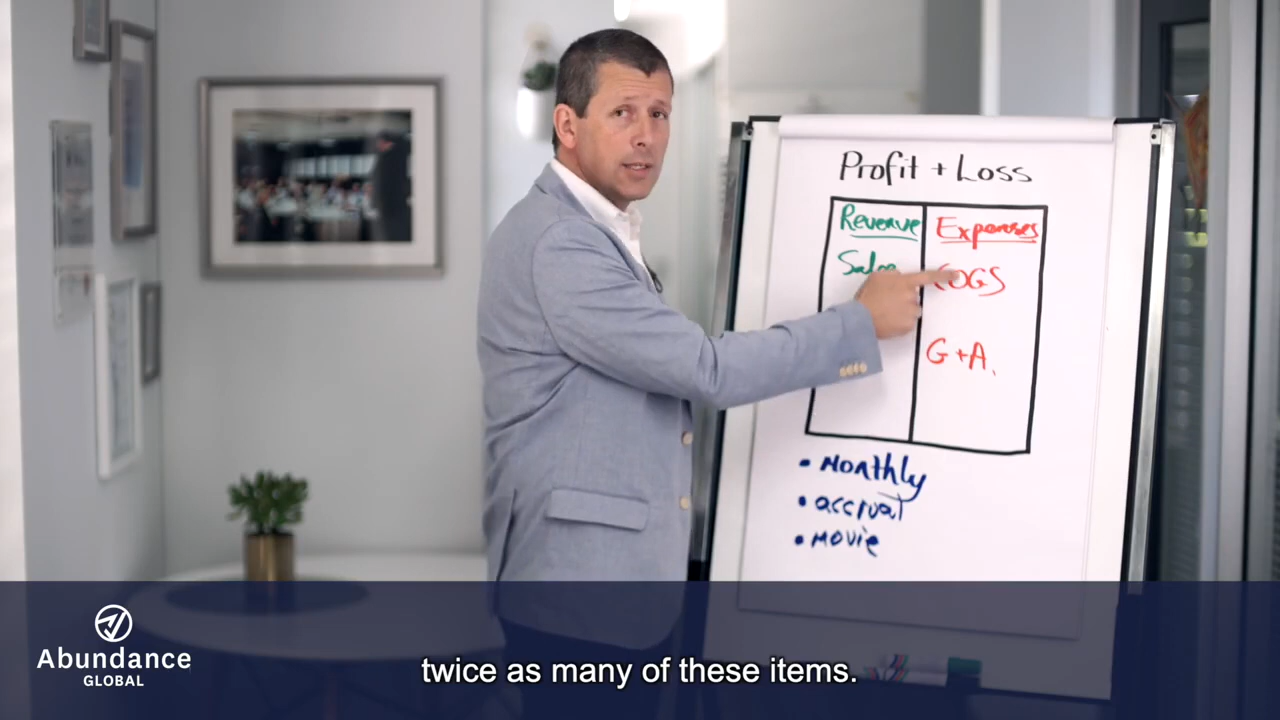 Profit + Loss
Revenue
Expenses
Sales
COGS
G+A.
• Monthly
• accrual
• Movie
Abundance
GLOBAL
twice as many of these items.